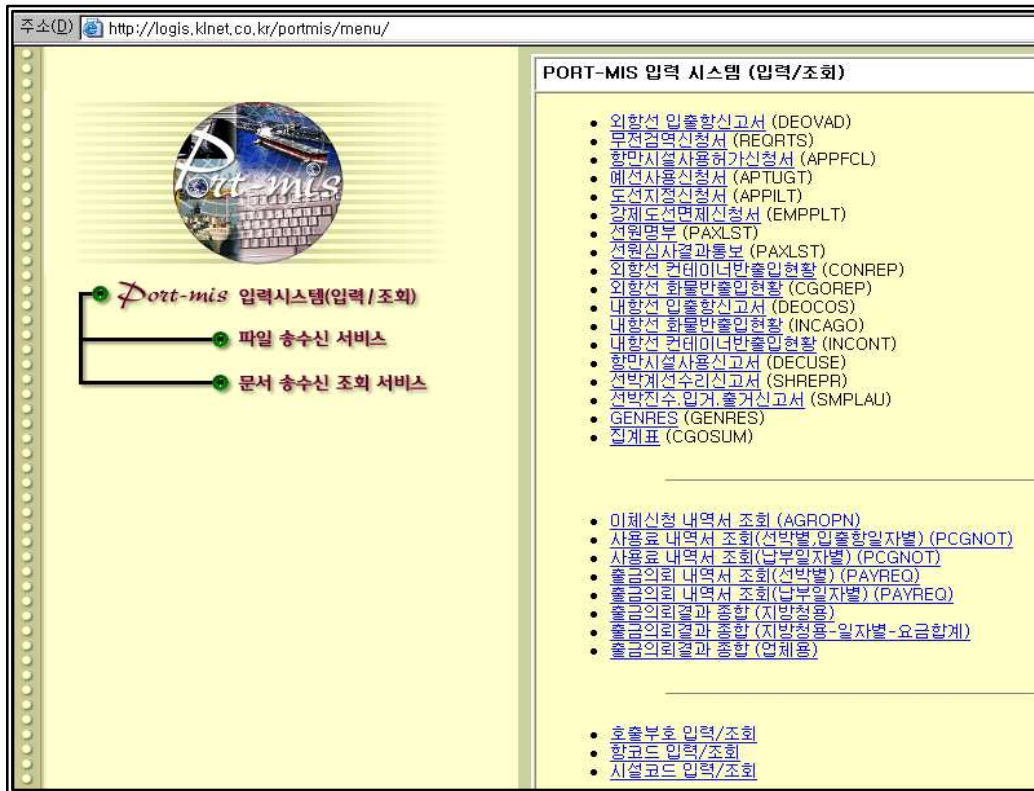 주소(D) http://logis.klnet.co.kr/portmis/menu/
Port-mis
Port-mis 입력시스템(입력/조회)
파일 송수신 서비스
문서 송수신 조회 서비스
PORT-MIS 입력 시스템 (입력/조회)
• 외항선 입출항신고서 (DEOVAD)
• 무전검역신청서 (REQRTS)
• 항만시설사용허가신청서 (APPFCL)
• 예선사용신청서 (APTUGT)
• 도선지정신청서 (APPILT)
• 강제도선면제신청서 (EMPPLT)
• 선원명부 (PAXLST)
• 선원심사결과통보 (PAXLST)
• 외항선 컨테이너반출입현황 (CONREP)
• 외항선 화물반출입현황 (CGOREP)
• 내항선 입출항신고서 (DEOCOS)
• 내항선 화물반출입현황 (INCAGO)
• 내항선 컨테이너반출입현황 (INCONT)
• 항만시설사용신고서 (DECUSE)
• 선박계선수리신고서 (SHREPR)
• 선박진수.입거.출거신고서 (SMPLAU)
• GENRES (GENRES)
• 집계표 (CGOSUM)
• 이체신청 내역서 조회 (AGROPN)
• 사용료 내역서 조회(선박별,입출항일자별) (PCGNOT)
• 사용료 내역서 조회(납부일자별) (PCGNOT)
• 출금의뢰 내역서 조회(선박별) (PAYREQ)
• 출금의뢰 내역서 조회(납부일자별) (PAYREQ)
• 출금의뢰결과 종합 (지방청용)
• 출금의뢰결과 종합 (지방청용-일자별-요금합계)
• 출금의뢰결과 종합 (업체용)
• 호출부호 입력/조회
• 항코드 입력/조회
• 시설코드 입력/조회